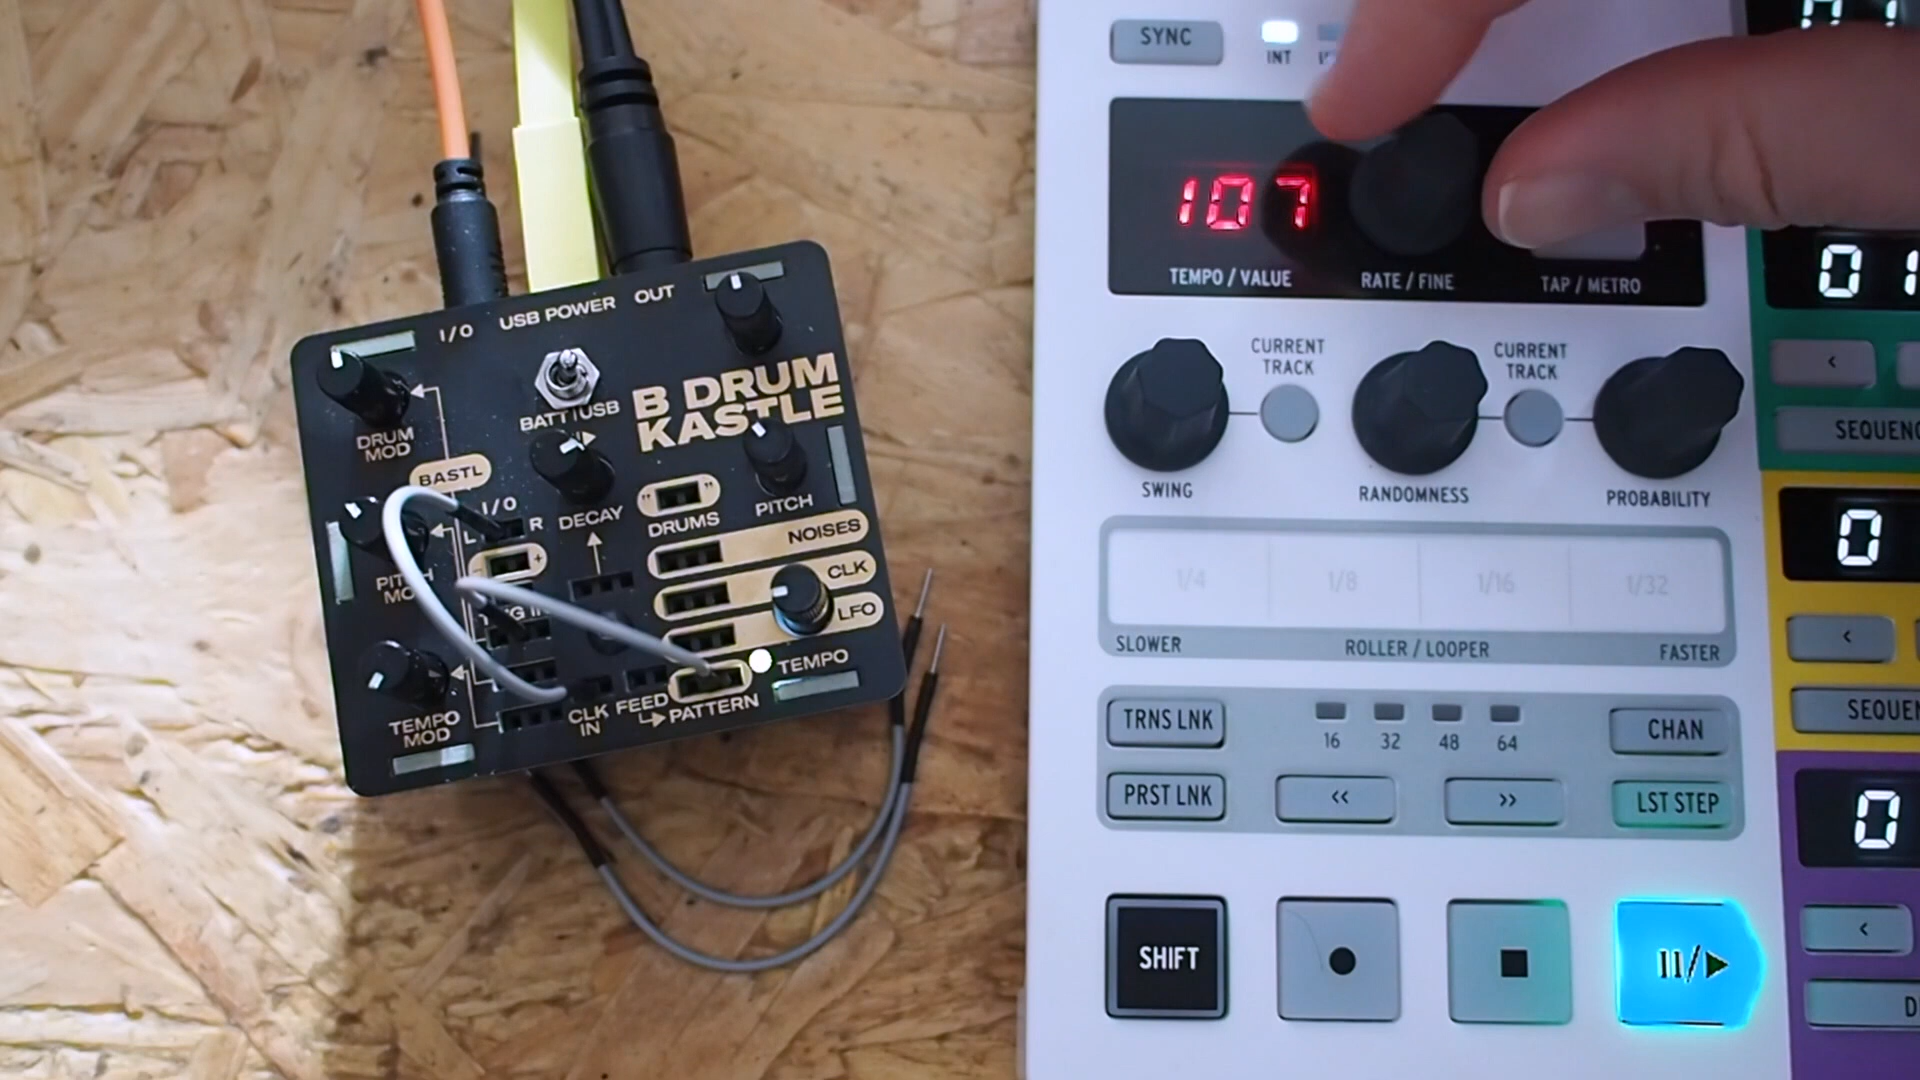 I/O
USB POWER
OUT
BATT|USB
B DRUM
KASTLE
DRUM
MOD
BASTL
I/O
L
R
DECAY
DRUMS
PITCH
NOISES
CLK
LFO
TEMPO
FEED
PATTERN
CLK
IN
TEMPO
MOD
SYNC
INT
107
TEMPO / VALUE
RATE / FINE
TAP / METRO
CURRENT
TRACK
CURRENT
TRACK
SWING
RANDOMNESS
PROBABILITY
1/4
1/8
1/16
1/32
SLOWER
ROLLER / LOOPER
FASTER
TRNS LNK
16
32
48
64
CHAN
PRST LNK
<<
>>
LST STEP
SHIFT
01
<
0
<
0
<